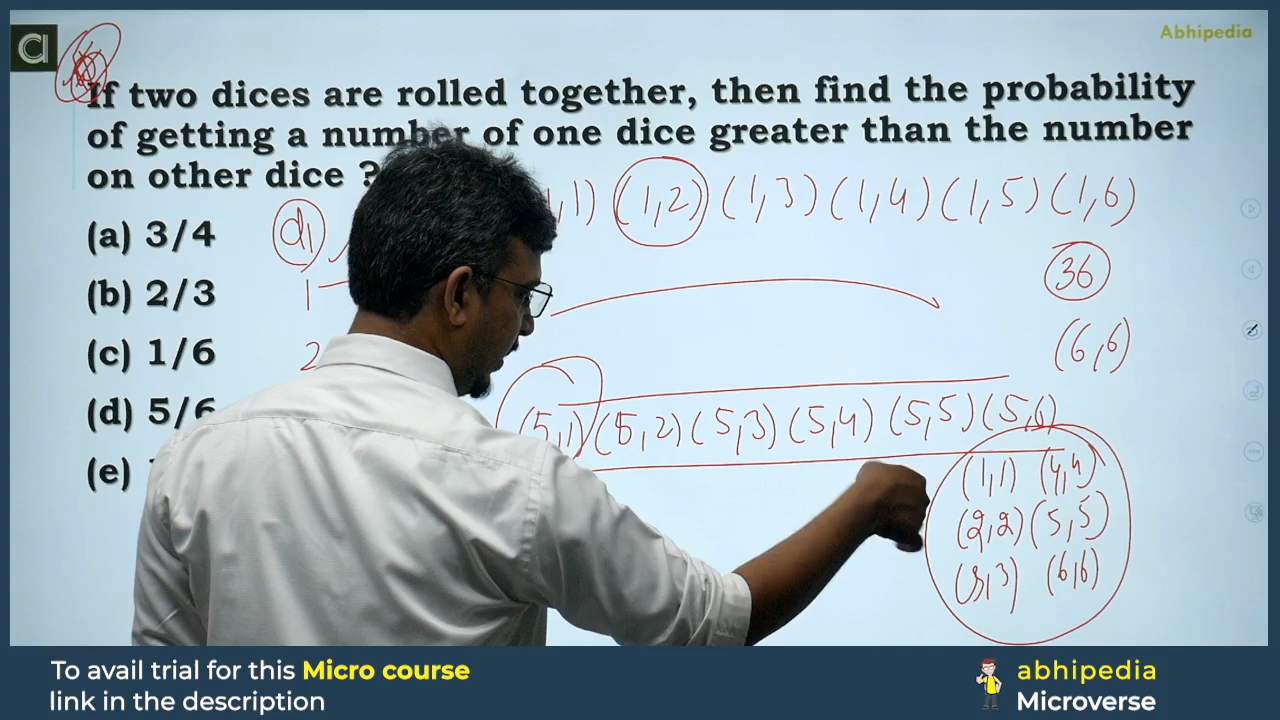 a
Abhipedia
If two dices are rolled together, then find the probability
of getting a number of one dice greater than the number
on other dice ?
,1) (1,2) (1,3) (1,4) (1,5) (1,6)
(a) 3/4
d1
36
(b) 2/3
1
(6,6)
(c) 1/6
2
(d) 5/6
(5,1) (5,2) (5,3) (5,4) (5,5) (5,6)
(e)
(1,1) (4,4)
(2,2) (5,5)
(3,3) (6,6)
To avail trial for this Micro course
link in the description
abhipedia
Microverse